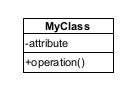 MyClass
-attribute
+operation()